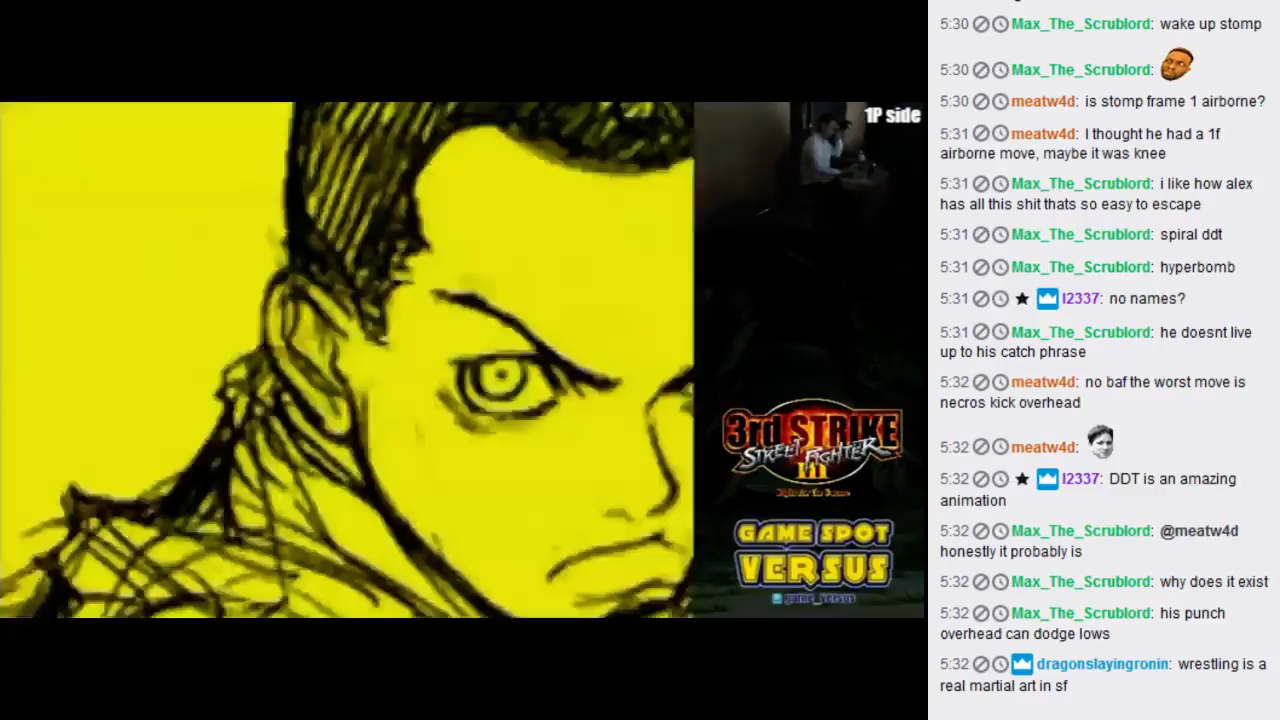 1P side
3rd STRIKE
STREET FIGHTER
III
GAME SPOT
VERSUS
game_versus
5:30 Max_The_Scrublord: wake up stomp
5:30 Max_The_Scrublord:
5:30 meatw4d: is stomp frame 1 airborne?
5:31 meatw4d: I thought he had a 1f
airborne move, maybe it was knee
5:31 Max_The_Scrublord: i like how alex
has all this shit thats so easy to escape
5:31 Max_The_Scrublord: spiral ddt
5:31 Max_The_Scrublord: hyperbomb
5:31 l2337: no names?
5:31 Max_The_Scrublord: he doesnt live
up to his catch phrase
5:32 meatw4d: no baf the worst move is
necros kick overhead
5:32 meatw4d:
5:32 l2337: DDT is an amazing
animation
5:32 Max_The_Scrublord: @meatw4d
honestly it probably is
5:32 Max_The_Scrublord: why does it exist
5:32 Max_The_Scrublord: his punch
overhead can dodge lows
5:32 dragonslayingronin: wrestling is a
real martial art in sf